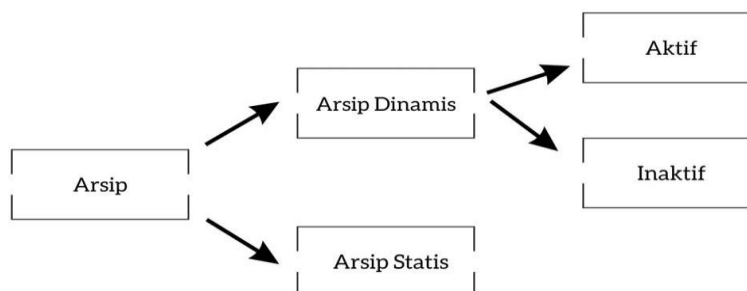 Aktif
Arsip Dinamis
Inaktif
Arsip
Arsip Statis